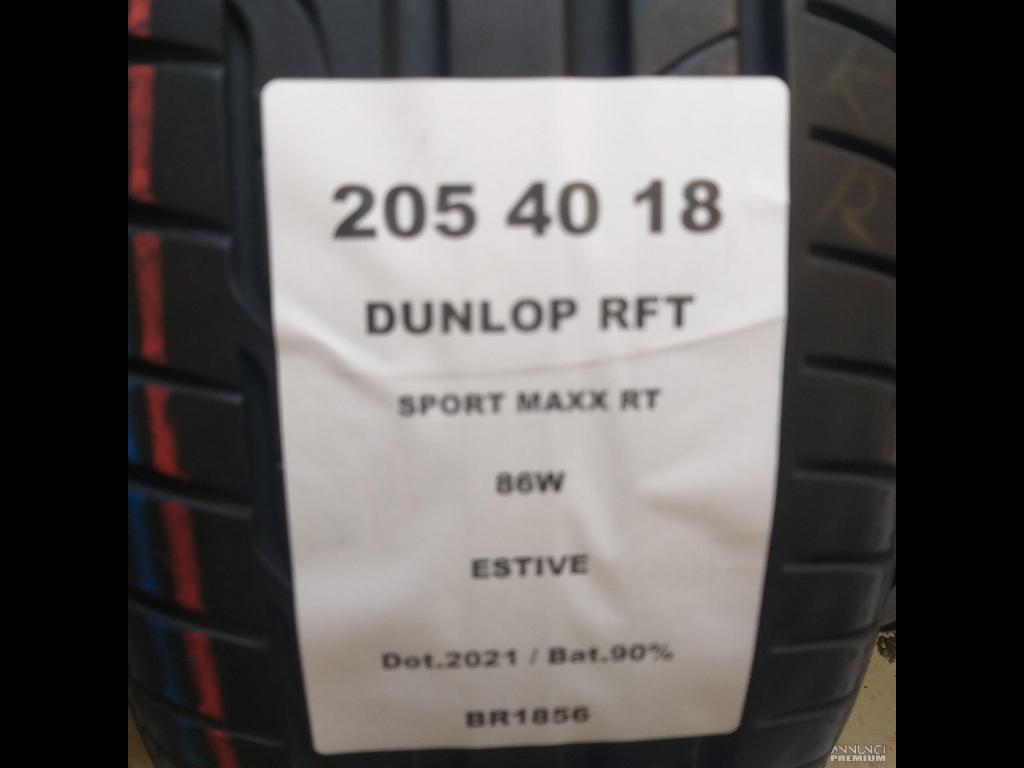 205 40 18
DUNLOP RFT
SPORT MAXX RT
86W
ESTIVE
Dot.2021 / Bat.90%
BR1856
K
R
ANNUNCI
PREMIUM